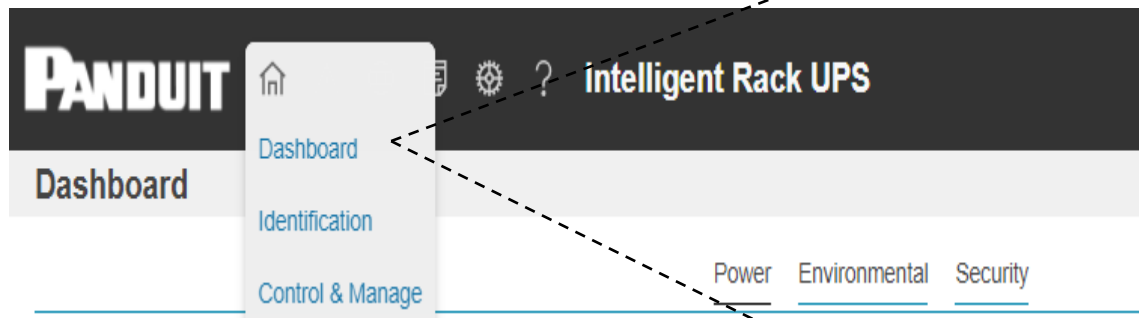 PANDUIT ? Intelligent Rack UPS
Dashboard
Dashboard
Identification
Power Environmental Security
Control & Manage